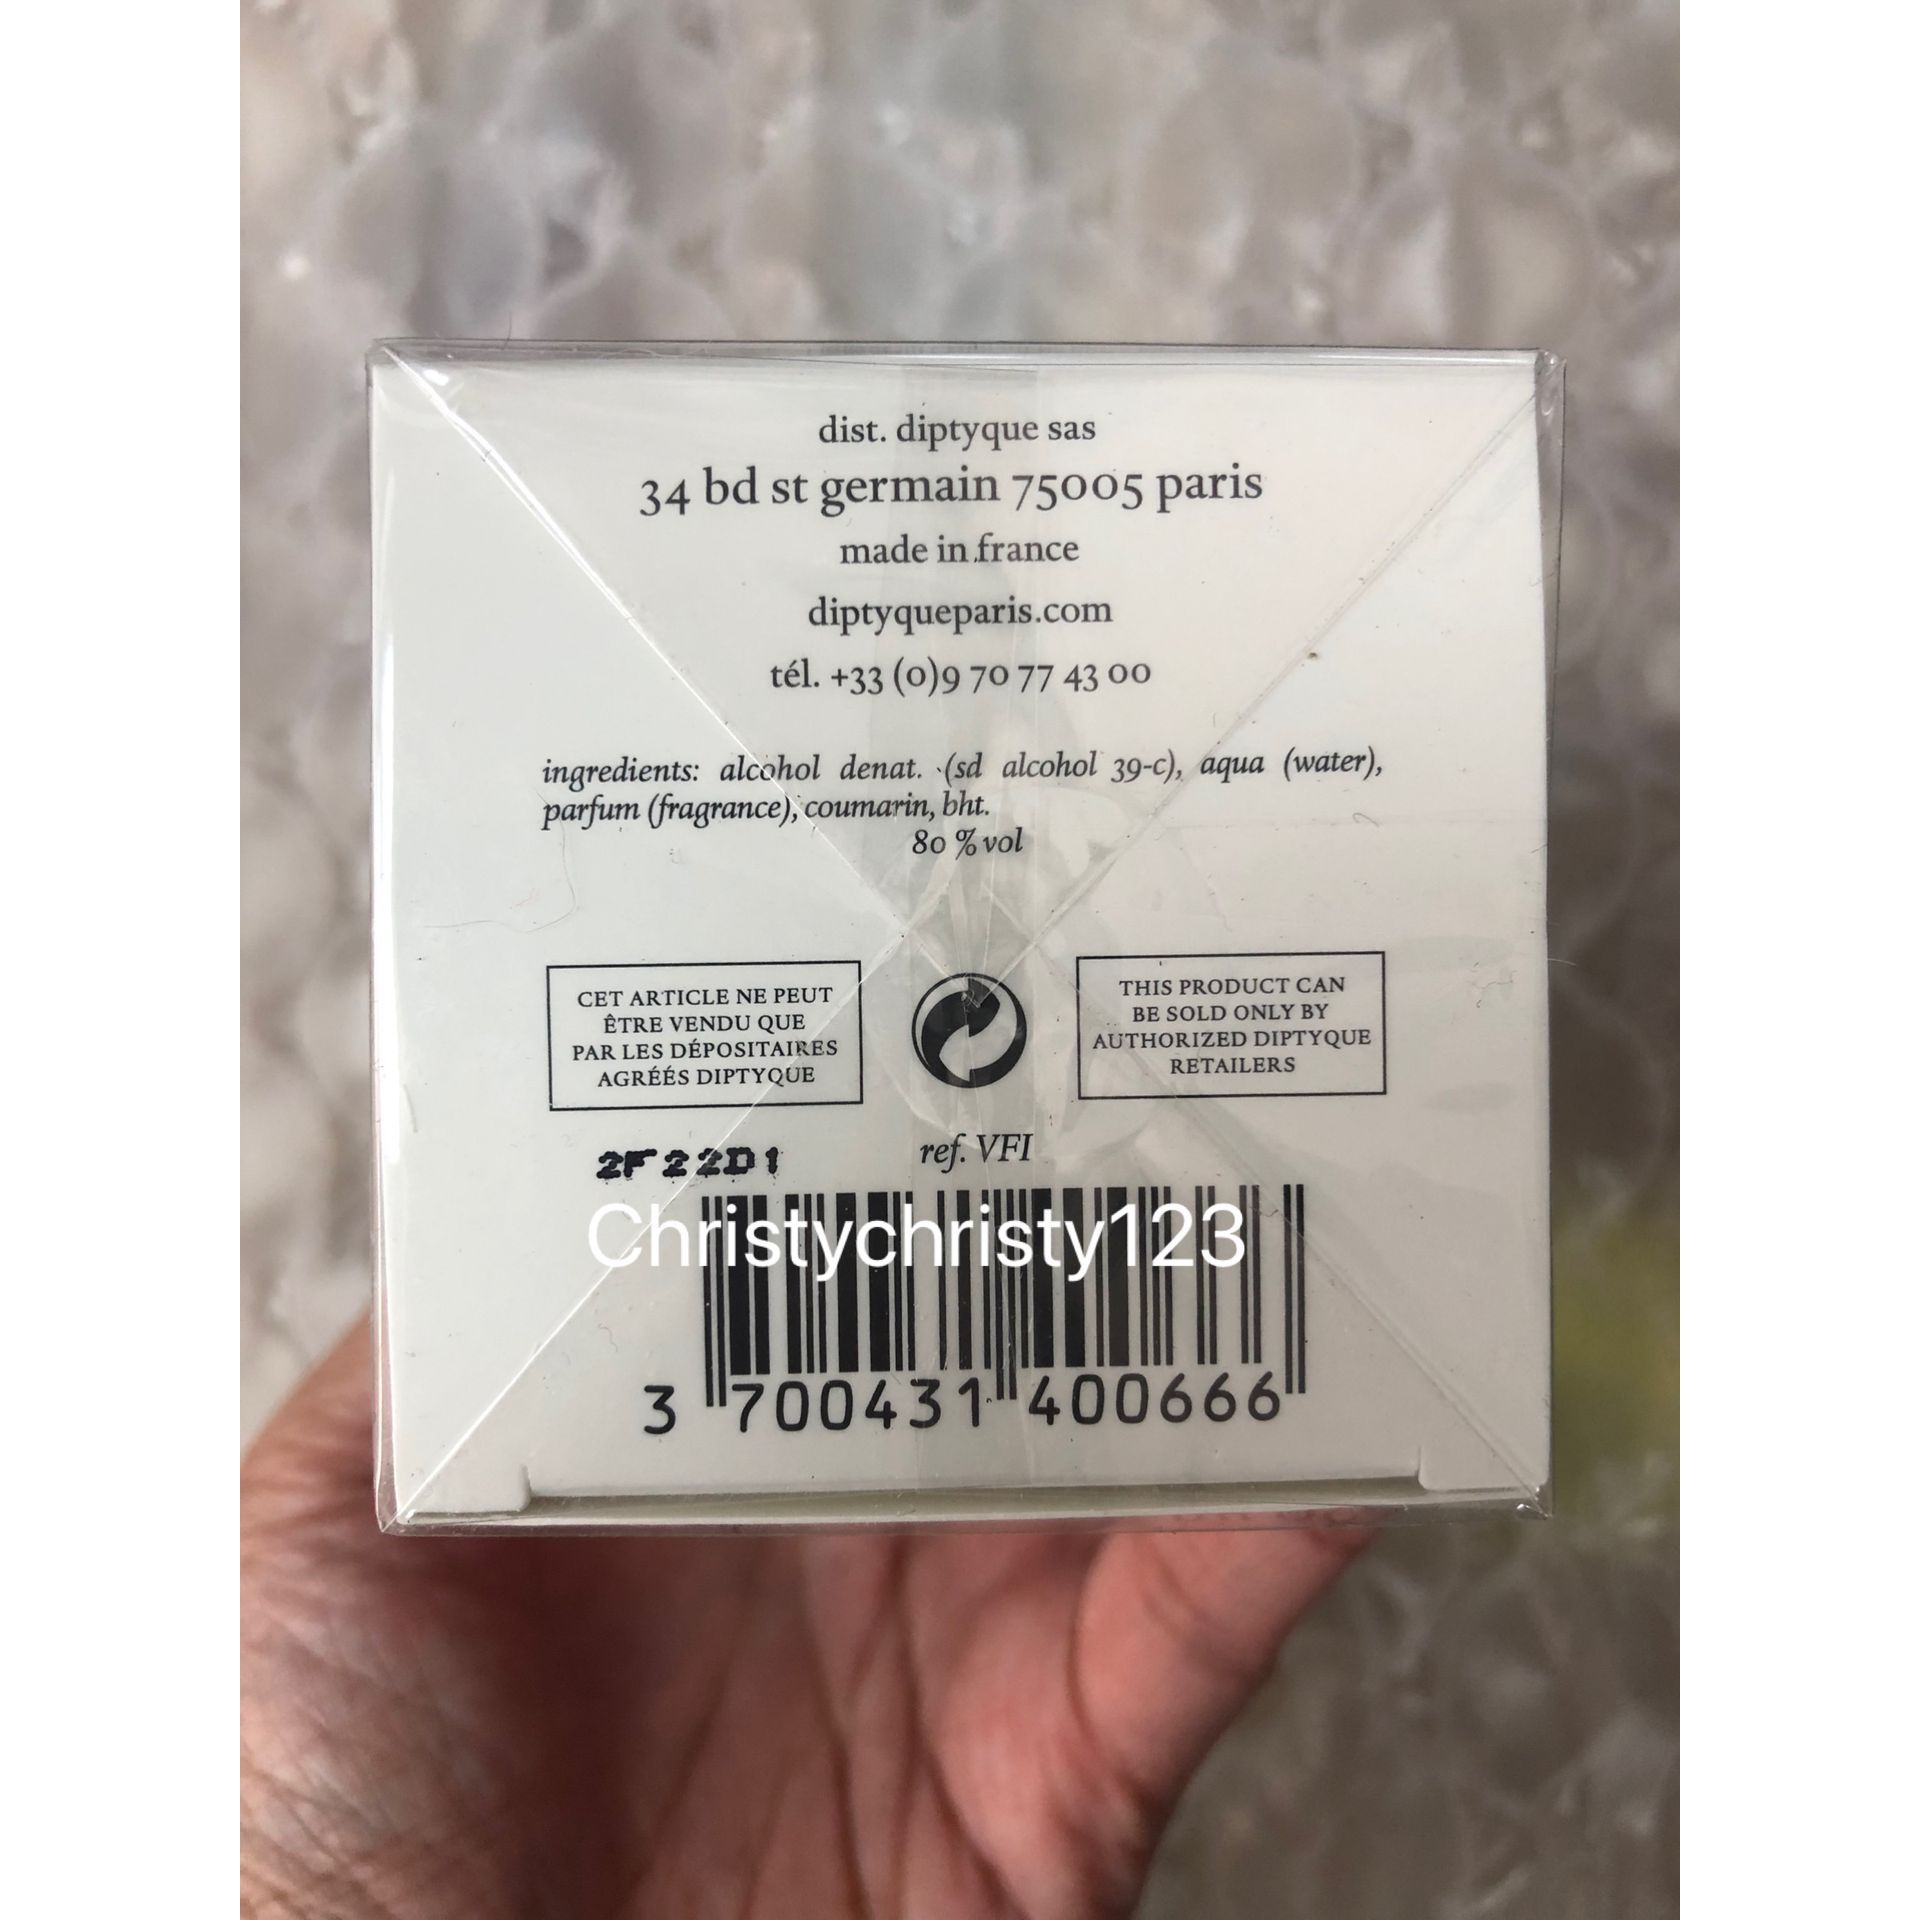 dist. diptyque sas
34 bd st germain 75005 paris
made in france
diptyqueparis.com
tél. +33 (0)9 70 77 43 00
ingredients: alcohol denat. (sd alcohol 39-c), aqua (water),
parfum (fragrance), coumarin, bht.
80 % vol
CET ARTICLE NE PEUT
ÊTRE VENDU QUE
PAR LES DÉPOSITAIRES
AGRÉÉS DIPTYQUE
THIS PRODUCT CAN
BE SOLD ONLY BY
AUTHORIZED DIPTYQUE
RETAILERS
2F22D1
ref. VFI
Christychristy123
3 700431 400666